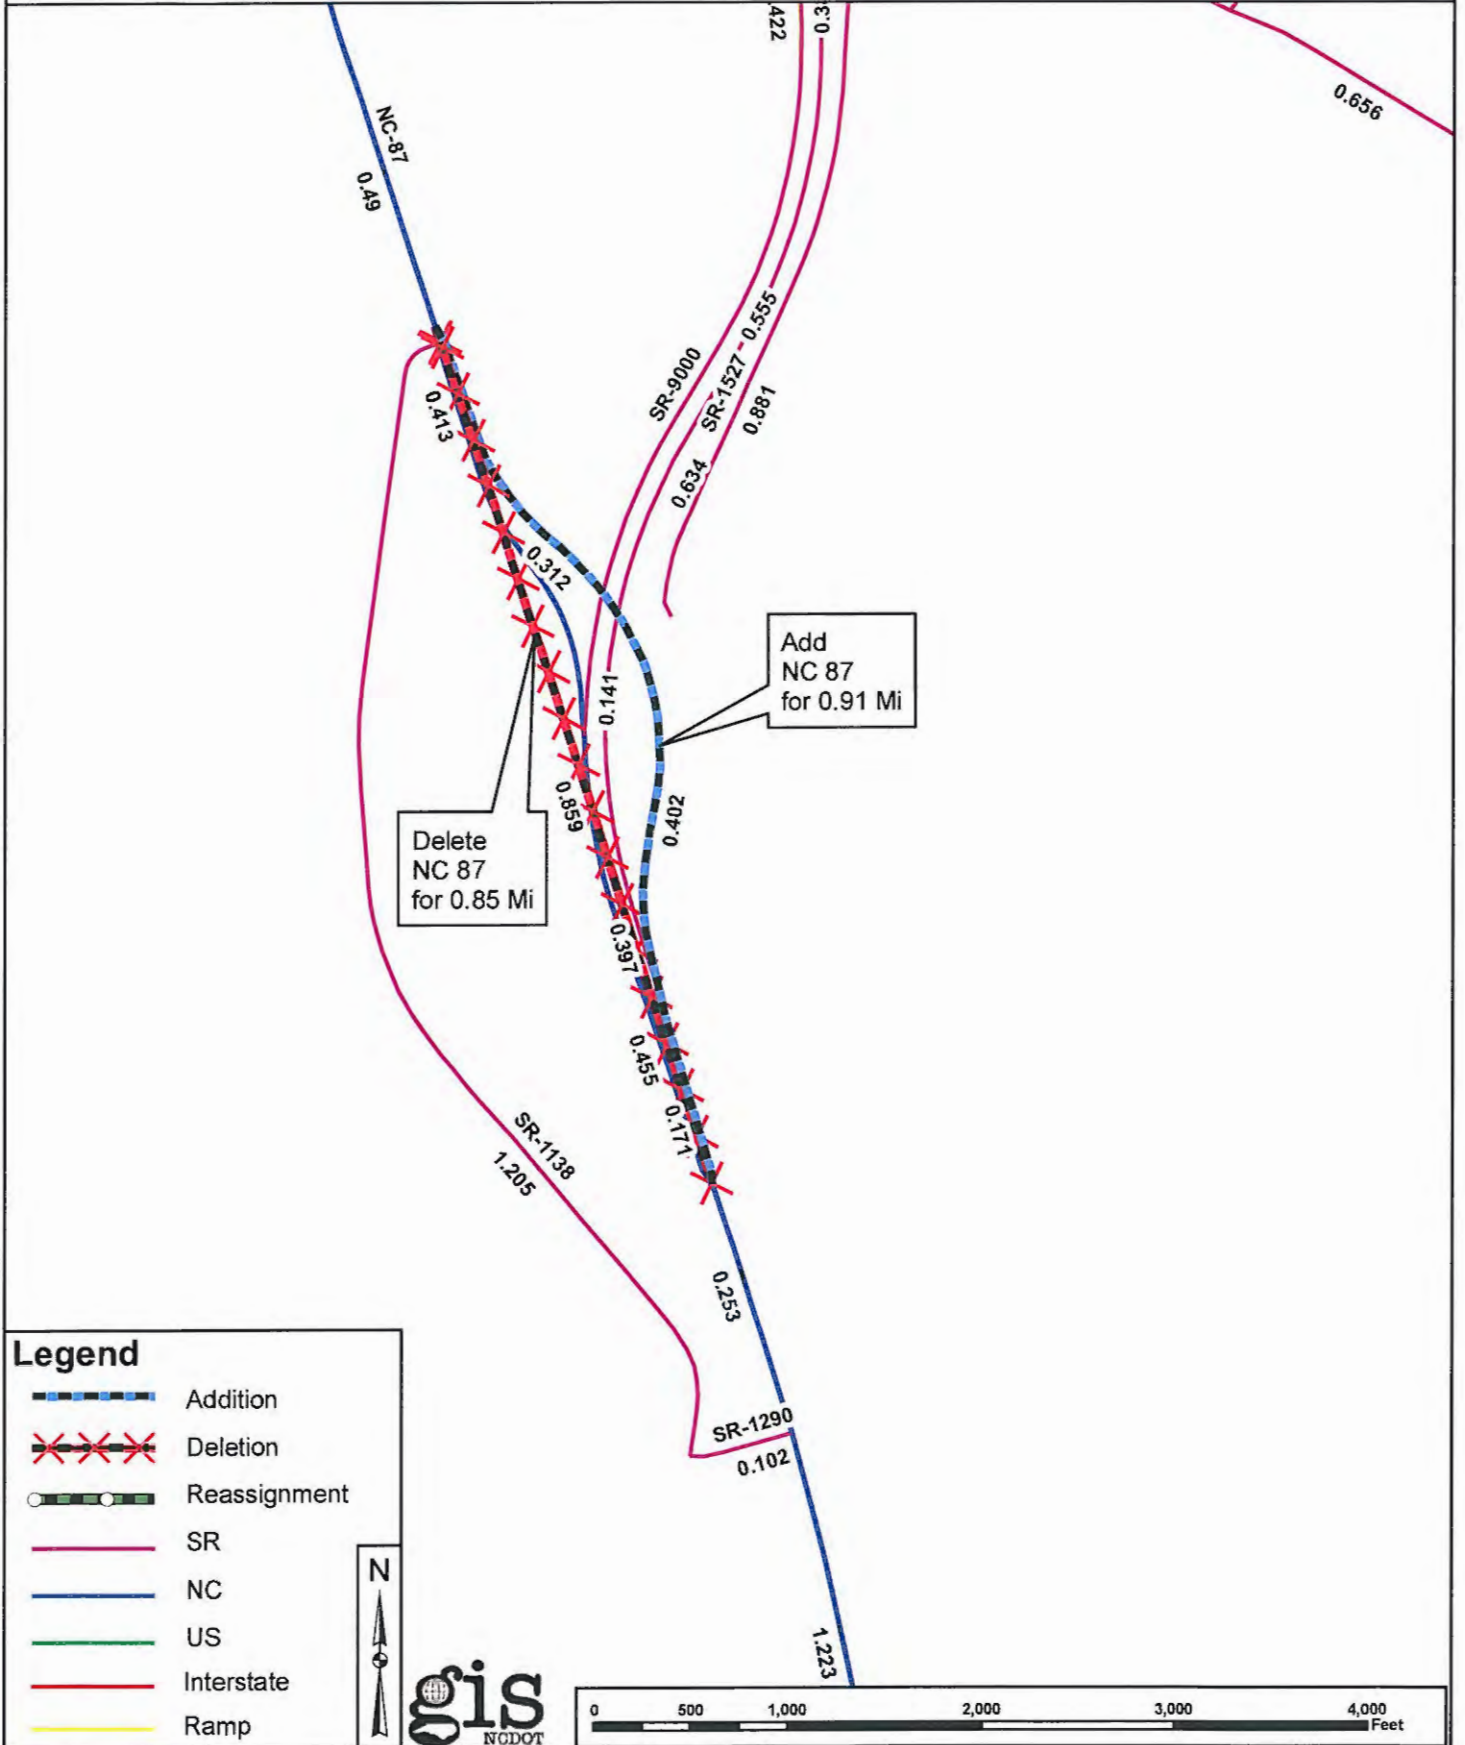 .422
0.3
0.656
NC-87
0.49
SR-9000
SR-1527
0.555
0.881
0.634
0.413
0.312
0.141
Add
NC 87
for 0.91 Mi
0.859
0.402
Delete
NC 87
for 0.85 Mi
0.397
0.455
0.171
SR-1138
1.205
0.253
SR-1290
0.102
1.223
Legend
Addition
Deletion
Reassignment
SR
NC
US
Interstate
Ramp
N
gis
NCDOT
0 500 1,000 2,000 3,000 4,000
Feet